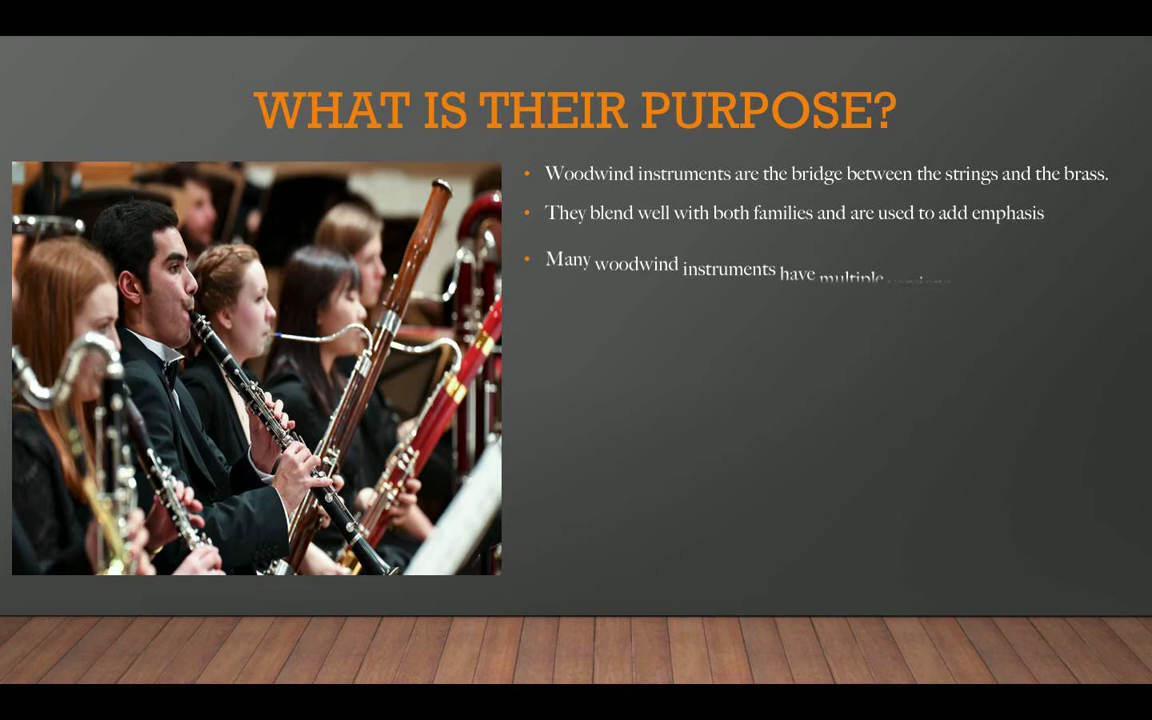 WHAT IS THEIR PURPOSE?
• Woodwind instruments are the bridge between the strings and the brass.
• They blend well with both families and are used to add emphasis
• Many woodwind instruments have multiple